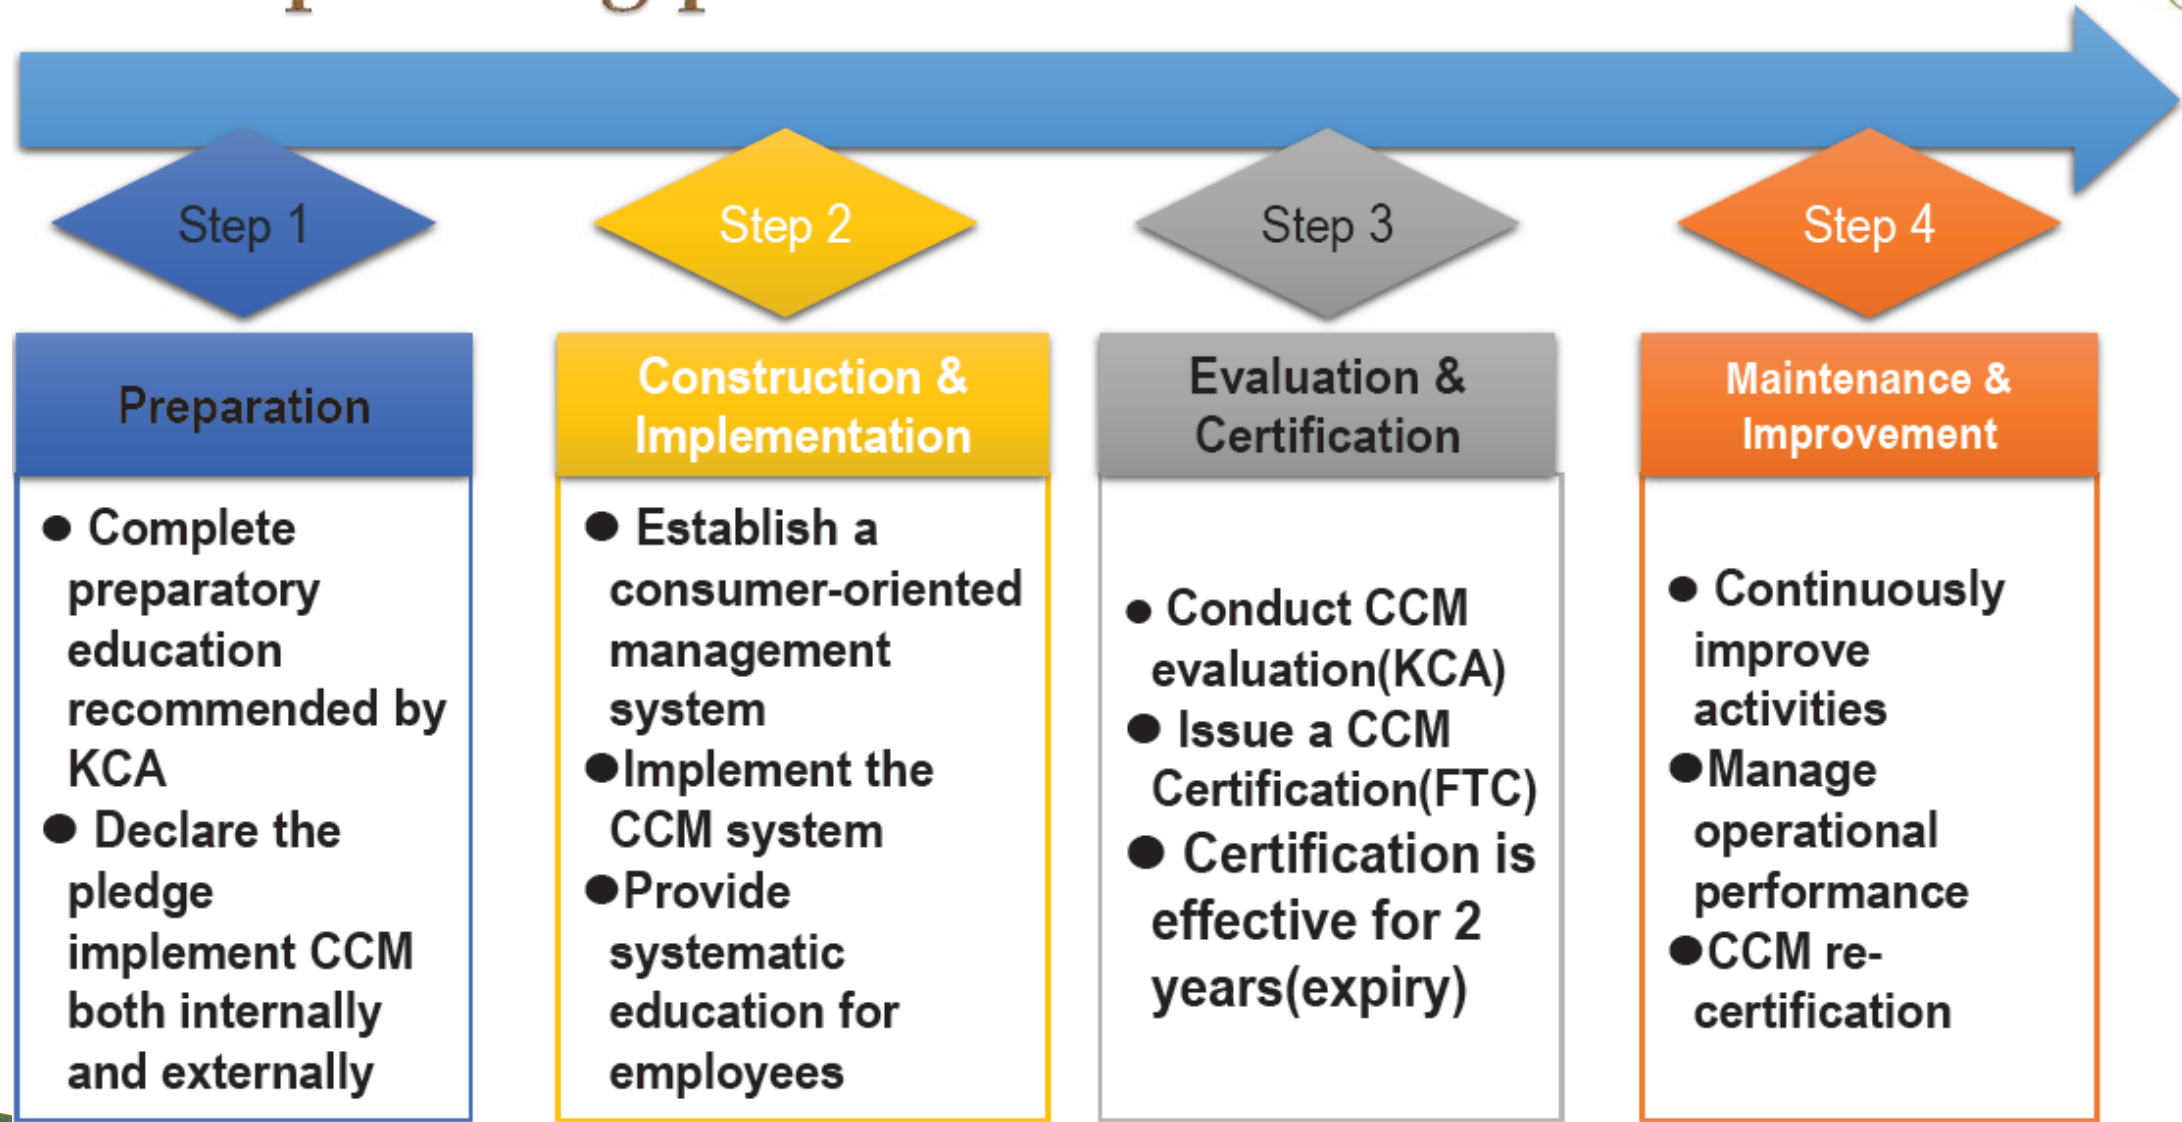 Step 1
Step 2
Step 3
Step 4
Preparation
Construction &
Implementation
Evaluation &
Certification
Maintenance &
Improvement
● Complete
preparatory
education
recommended by
KCA
● Declare the
pledge
implement CCM
both internally
and externally
● Establish a
consumer-oriented
management
system
●Implement the
CCM system
●Provide
systematic
education for
employees
● Conduct CCM
evaluation(KCA)
● Issue a CCM
Certification(FTC)
● Certification is
effective for 2
years(expiry)
● Continuously
improve
activities
●Manage
operational
performance
●CCM re-
certification